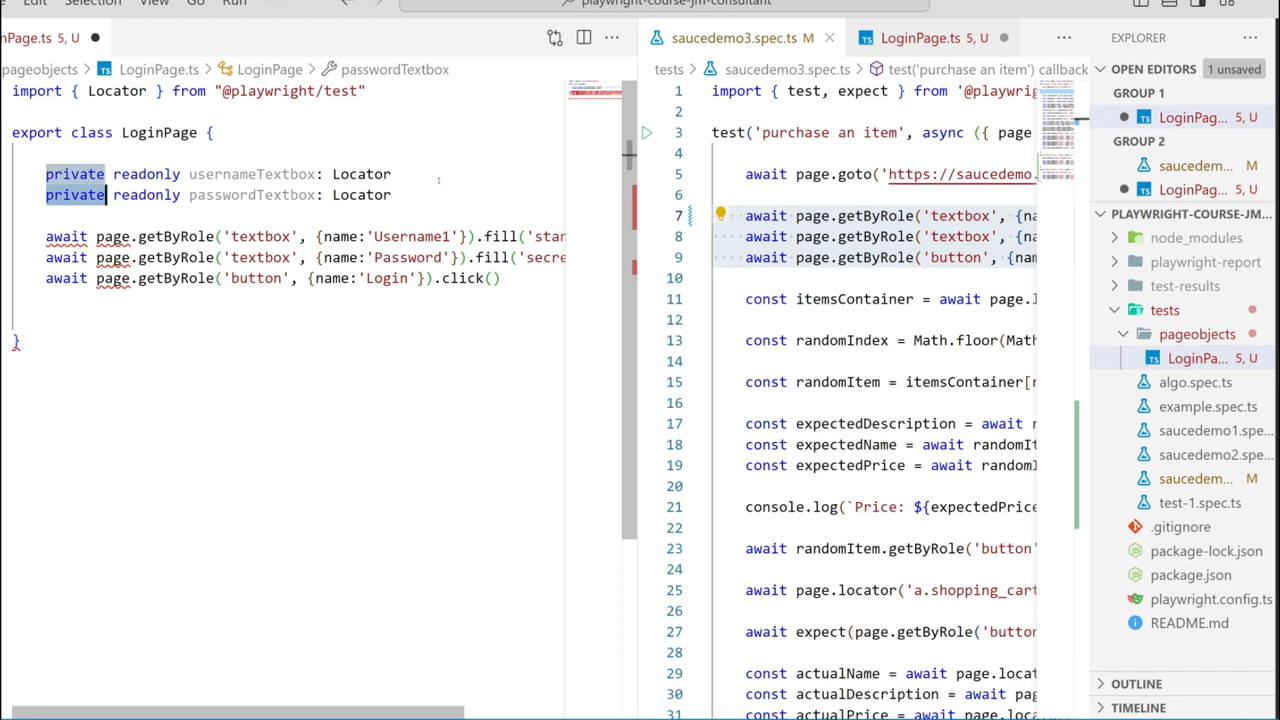 Edit Selection View Go Run playwright-course-jm-consultant
nPage.ts 5, U
pageobjects > LoginPage.ts > LoginPage > passwordTextbox
import { Locator } from "@playwright/test"
export class LoginPage {
private readonly usernameTextbox: Locator
private readonly passwordTextbox: Locator
await page.getByRole('textbox', {name:'Username1'}).fill('stan
await page.getByRole('textbox', {name:'Password'}).fill('secre
await page.getByRole('button', {name:'Login'}).click()
}
saucedemo3.spec.ts M LoginPage.ts 5, U
tests > saucedemo3.spec.ts > test('purchase an item') callback
1 import { test, expect } from '@playwrig
2
3 test('purchase an item', async ({ page
4
5 await page.goto('https://saucedemo.
6
7 await page.getByRole('textbox', {na
8 await page.getByRole('textbox', {na
9 await page.getByRole('button', {nam
10
11 const itemsContainer = await page.l
12
13 const randomIndex = Math.floor(Math
14
15 const randomItem = itemsContainer[r
16
17 const expectedDescription = await r
18 const expectedName = await randomIt
19 const expectedPrice = await randomI
20
21 console.log(`Price: ${expectedPrice
22
23 await randomItem.getByRole('button'
24
25 await page.locator('a.shopping_cart
26
27 await expect(page.getByRole('button
28
29 const actualName = await page.locat
30 const actualDescription = await pag
31 const actualPrice = await page.loca
EXPLORER
OPEN EDITORS 1 unsaved
GROUP 1
LoginPag... 5, U
GROUP 2
saucedemo... M
LoginPag... 5, U
PLAYWRIGHT-COURSE-JM-...
node_modules
playwright-report
test-results
tests
pageobjects
LoginPa... 5, U
algo.spec.ts
example.spec.ts
saucedemo1.spe...
saucedemo2.spe...
saucedem... M
test-1.spec.ts
.gitignore
package-lock.json
package.json
playwright.config.ts
README.md
OUTLINE
TIMELINE